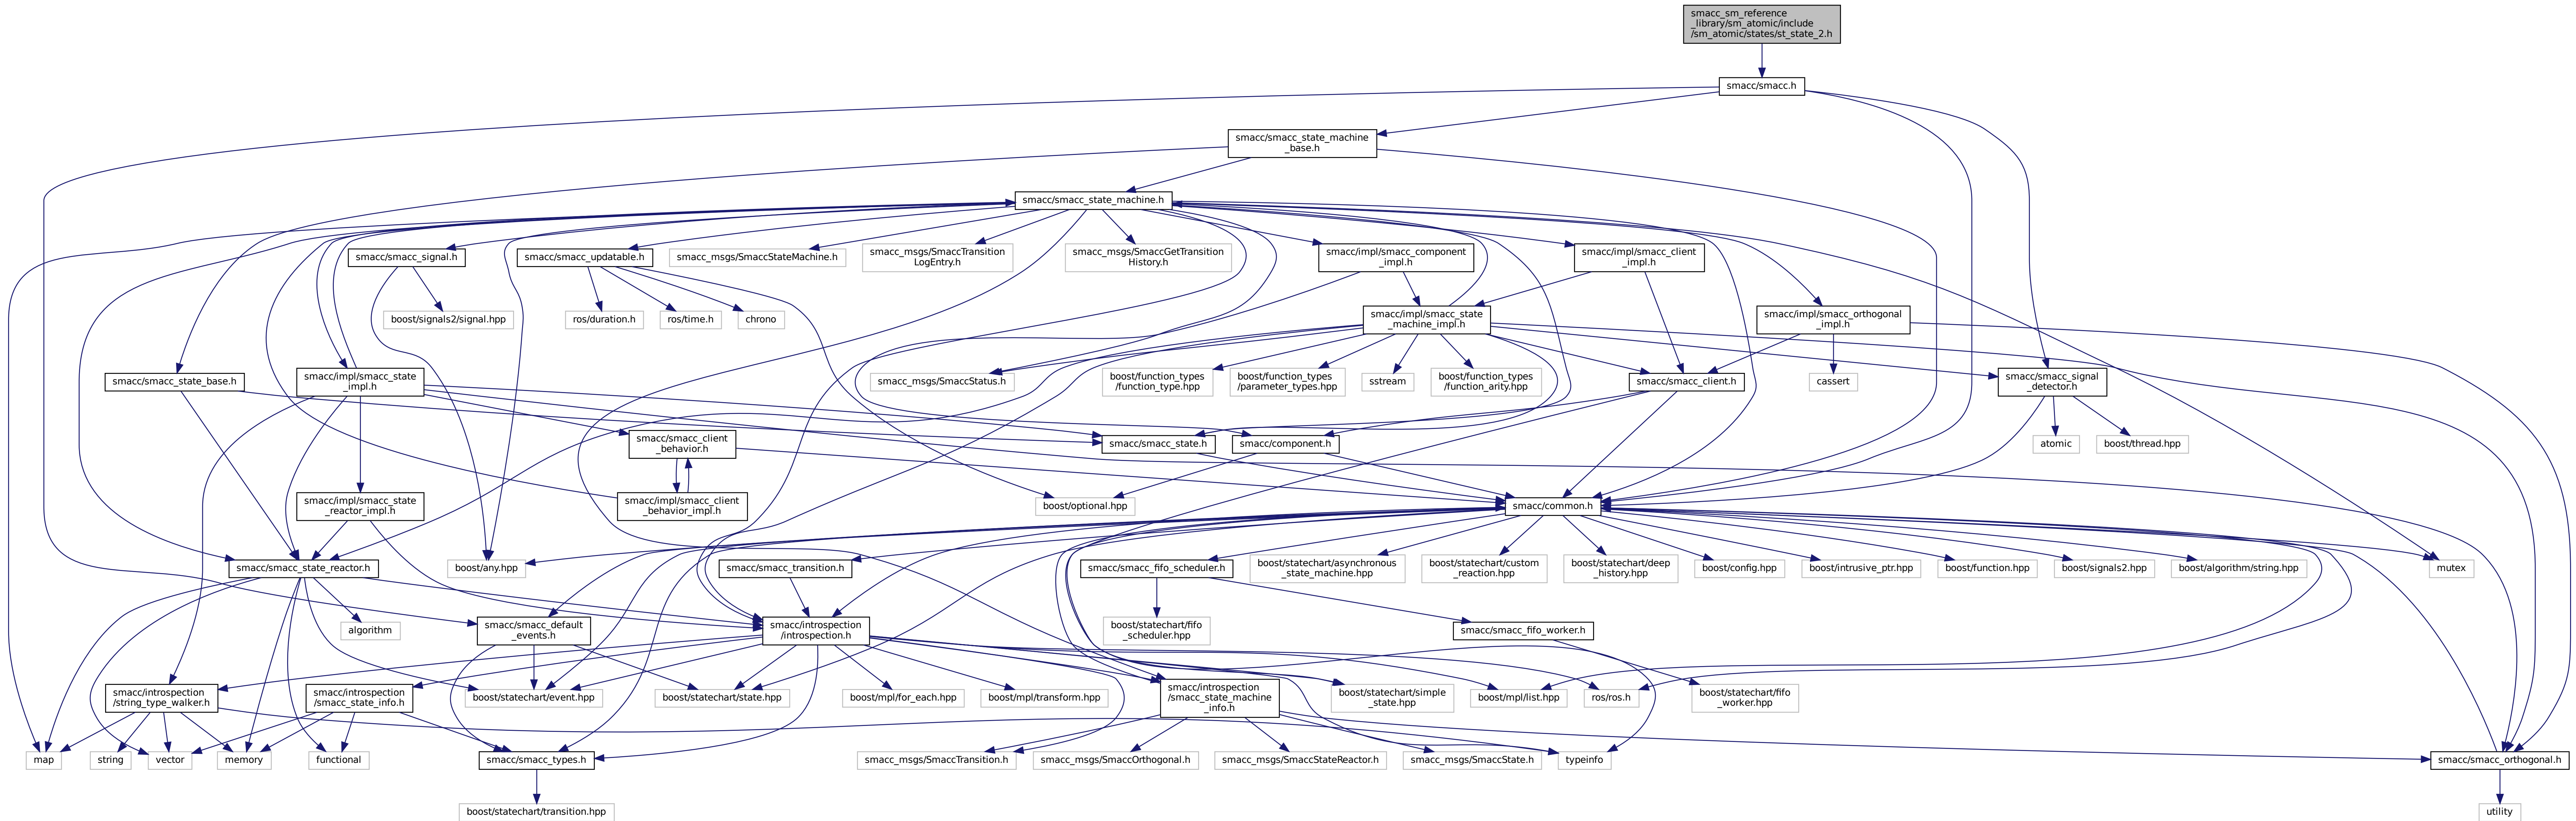 smacc_sm_reference
_library/sm_atomic/include
/sm_atomic/states/st_state_2.h
smacc/smacc.h
smacc/smacc_state_machine
_base.h
smacc/smacc_state_machine.h
smacc/smacc_signal.h
smacc/smacc_updatable.h
smacc_msgs/SmaccStateMachine.h
smacc_msgs/SmaccTransition
LogEntry.h
smacc_msgs/SmaccGetTransition
History.h
smacc/impl/smacc_component
_impl.h
smacc/impl/smacc_client
_impl.h
boost/signals2/signal.hpp
ros/duration.h
ros/time.h
chrono
smacc/impl/smacc_state
_machine_impl.h
smacc/impl/smacc_orthogonal
_impl.h
smacc/smacc_state_base.h
smacc/impl/smacc_state
_impl.h
smacc_msgs/SmaccStatus.h
boost/function_types
/function_type.hpp
boost/function_types
/parameter_types.hpp
sstream
boost/function_types
/function_arity.hpp
smacc/smacc_client.h
cassert
smacc/smacc_signal
_detector.h
smacc/smacc_client
_behavior.h
smacc/smacc_state.h
smacc/component.h
atomic
boost/thread.hpp
smacc/impl/smacc_state
_reactor_impl.h
smacc/impl/smacc_client
_behavior_impl.h
boost/optional.hpp
smacc/common.h
smacc/smacc_state_reactor.h
boost/any.hpp
smacc/smacc_transition.h
smacc/smacc_fifo_scheduler.h
boost/statechart/asynchronous
_state_machine.hpp
boost/statechart/custom
_reaction.hpp
boost/statechart/deep
_history.hpp
boost/config.hpp
boost/intrusive_ptr.hpp
boost/function.hpp
boost/signals2.hpp
boost/algorithm/string.hpp
mutex
algorithm
smacc/smacc_default
_events.h
smacc/introspection
/introspection.h
boost/statechart/fifo
_scheduler.hpp
smacc/smacc_fifo_worker.h
smacc/introspection
/string_type_walker.h
smacc/introspection
/smacc_state_info.h
boost/statechart/event.hpp
boost/statechart/state.hpp
boost/mpl/for_each.hpp
boost/mpl/transform.hpp
smacc/introspection
/smacc_state_machine
_info.h
boost/statechart/simple
_state.hpp
boost/mpl/list.hpp
ros/ros.h
boost/statechart/fifo
_worker.hpp
map
string
vector
memory
functional
smacc/smacc_types.h
smacc_msgs/SmaccTransition.h
smacc_msgs/SmaccOrthogonal.h
smacc_msgs/SmaccStateReactor.h
smacc_msgs/SmaccState.h
typeinfo
smacc/smacc_orthogonal.h
boost/statechart/transition.hpp
utility